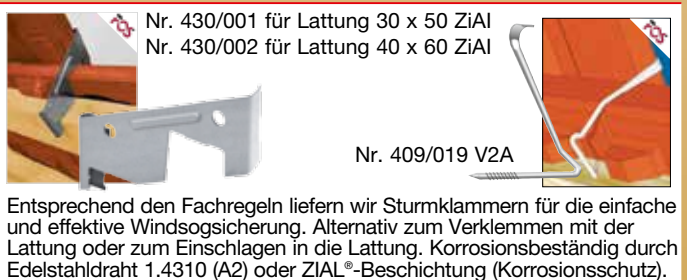 FOS
Nr. 430/001 für Lattung 30 x 50 ZiAl
Nr. 430/002 für Lattung 40 x 60 ZiAl
FOS
Nr. 409/019 V2A
Entsprechend den Fachregeln liefern wir Sturmklammern für die einfache
und effektive Windsogsicherung. Alternativ zum Verklemmen mit der
Lattung oder zum Einschlagen in die Lattung. Korrosionsbeständig durch
Edelstahldraht 1.4310 (A2) oder ZIAL®-Beschichtung (Korrosionsschutz).